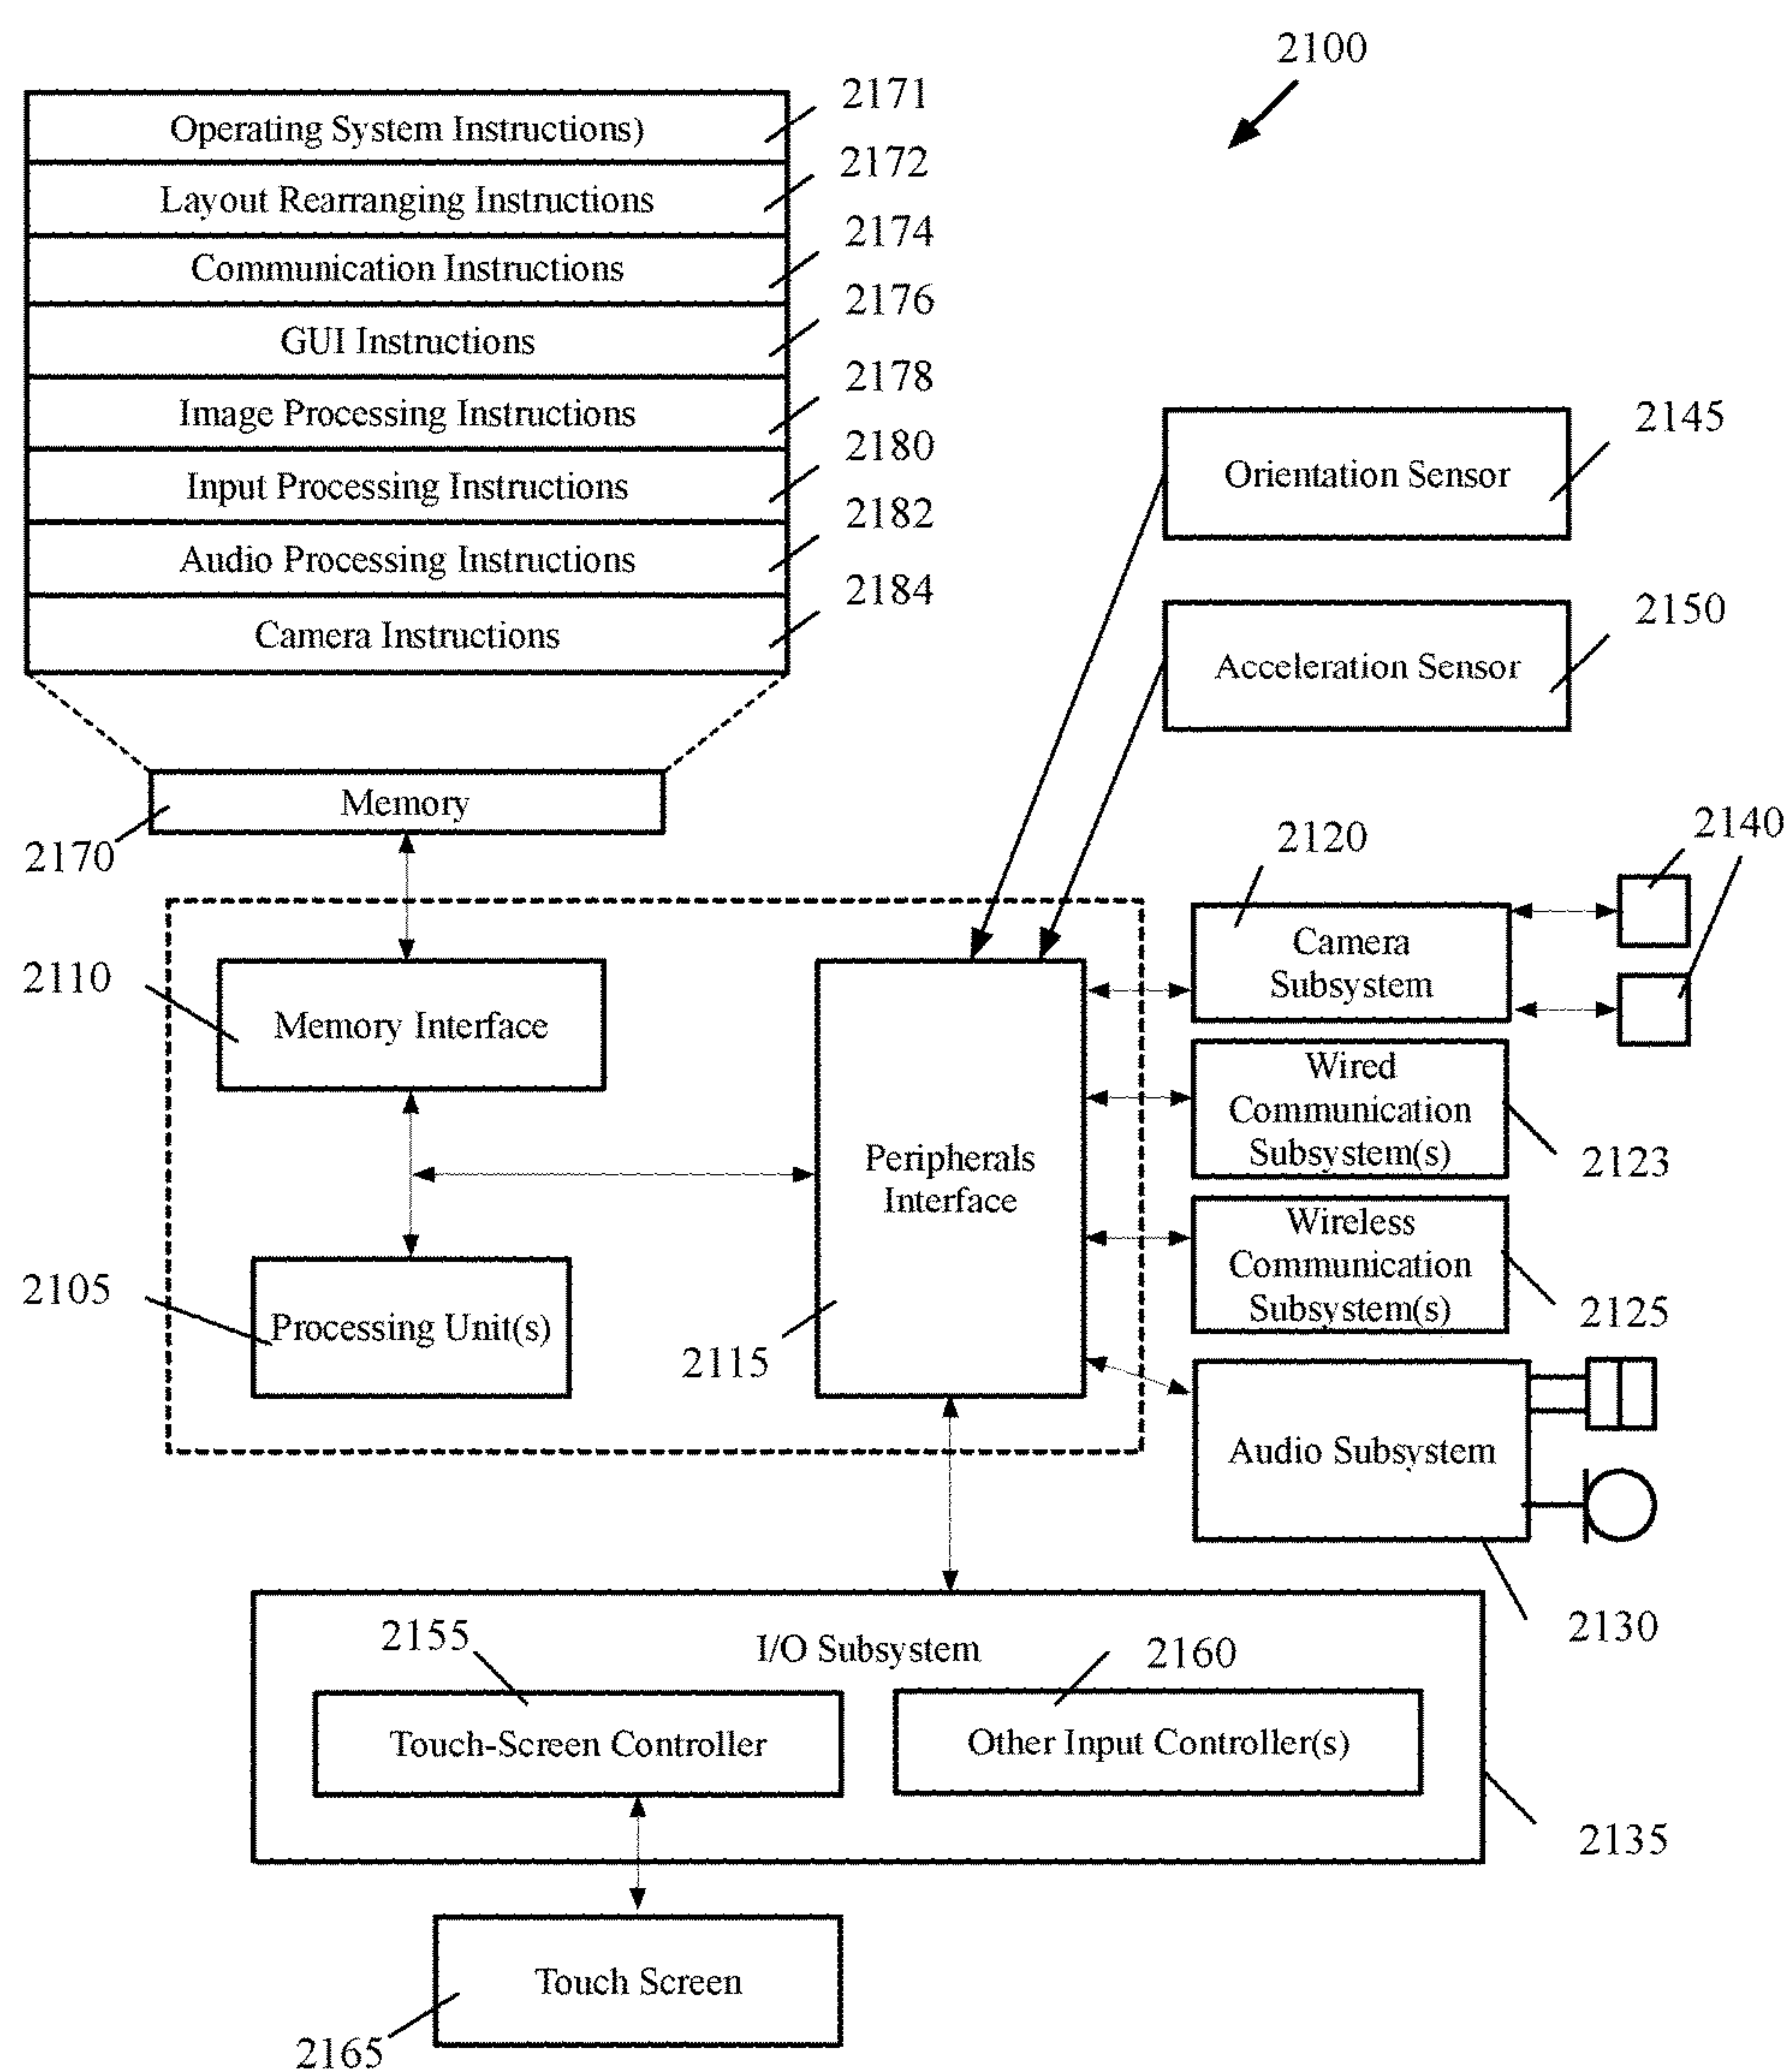 2100
2171
Operating System Instructions)
2172
Layout Rearranging Instructions
2174
Communication Instructions
2176
GUI Instructions
2178
Image Processing Instructions
2180
Input Processing Instructions
2182
Audio Processing Instructions
2184
Camera Instructions
Memory
2170
2145
Orientation Sensor
2150
Acceleration Sensor
2120
2140
Camera
Subsystem
2110
Memory Interface
Wired
Communication
Subsystem(s)
2123
Peripherals
Interface
2115
Wireless
Communication
Subsystem(s)
2125
2105
Processing Unit(s)
Audio Subsystem
2130
I/O Subsystem
2155
Touch-Screen Controller
2160
Other Input Controller(s)
2135
Touch Screen
2165